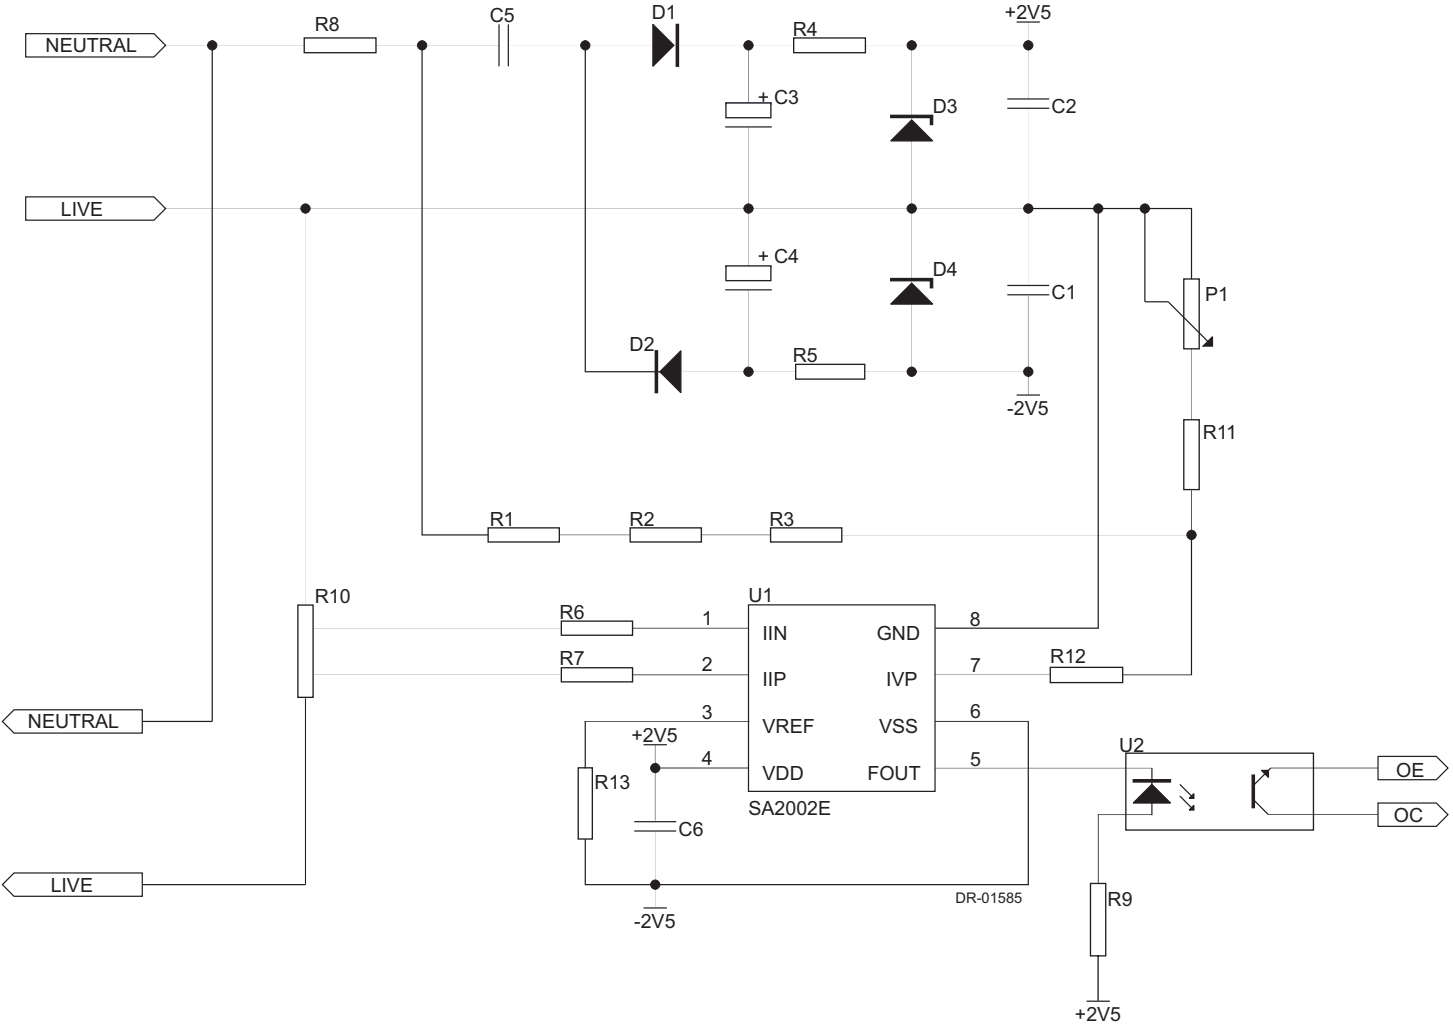 NEUTRAL
R8
C5
D1
R4
+2V5
+ C3
D3
C2
LIVE
+ C4
D4
C1
P1
D2
R5
-2V5
R11
R1
R2
R3
R10
U1
R6
1
IIN
GND
8
R7
2
IIP
IVP
7
R12
NEUTRAL
3
VREF
VSS
6
+2V5
4
VDD
FOUT
5
U2
OE
R13
SA2002E
C6
OC
LIVE
DR-01585
R9
-2V5
+2V5